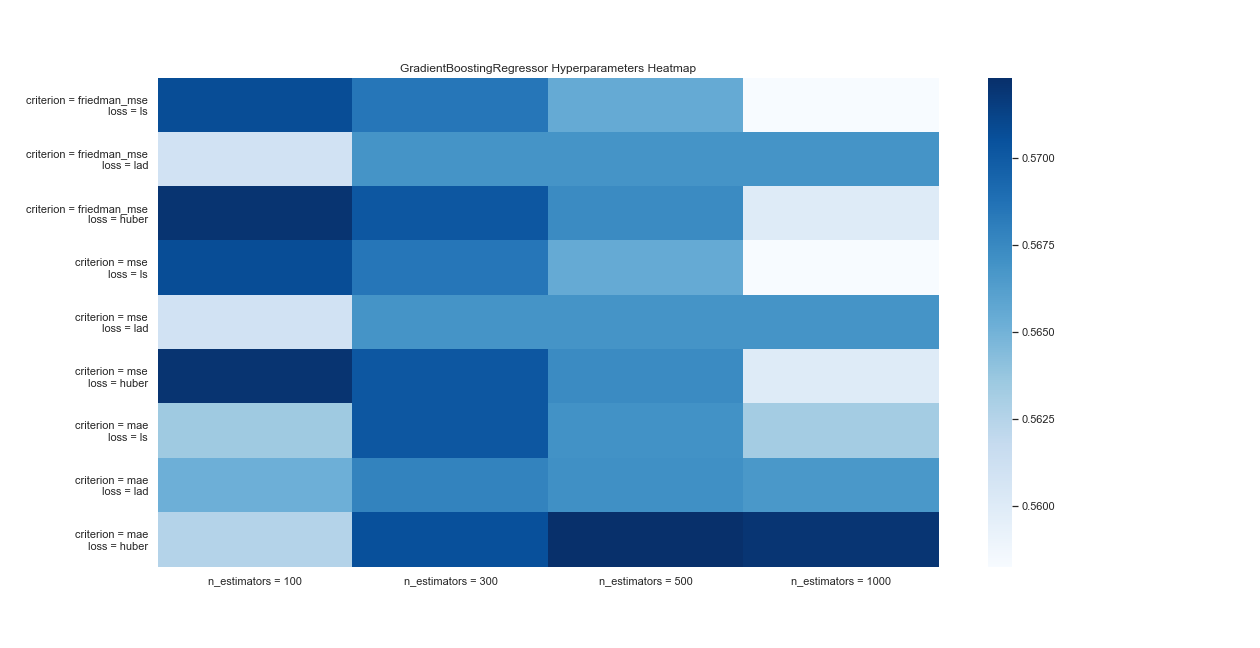 GradientBoostingRegressor Hyperparameters Heatmap
criterion = friedman_mse
loss = ls
criterion = friedman_mse
loss = lad
criterion = friedman_mse
loss = huber
criterion = mse
loss = ls
criterion = mse
loss = lad
criterion = mse
loss = huber
criterion = mae
loss = ls
criterion = mae
loss = lad
criterion = mae
loss = huber
n_estimators = 100
n_estimators = 300
n_estimators = 500
n_estimators = 1000
0.5700
0.5675
0.5650
0.5625
0.5600